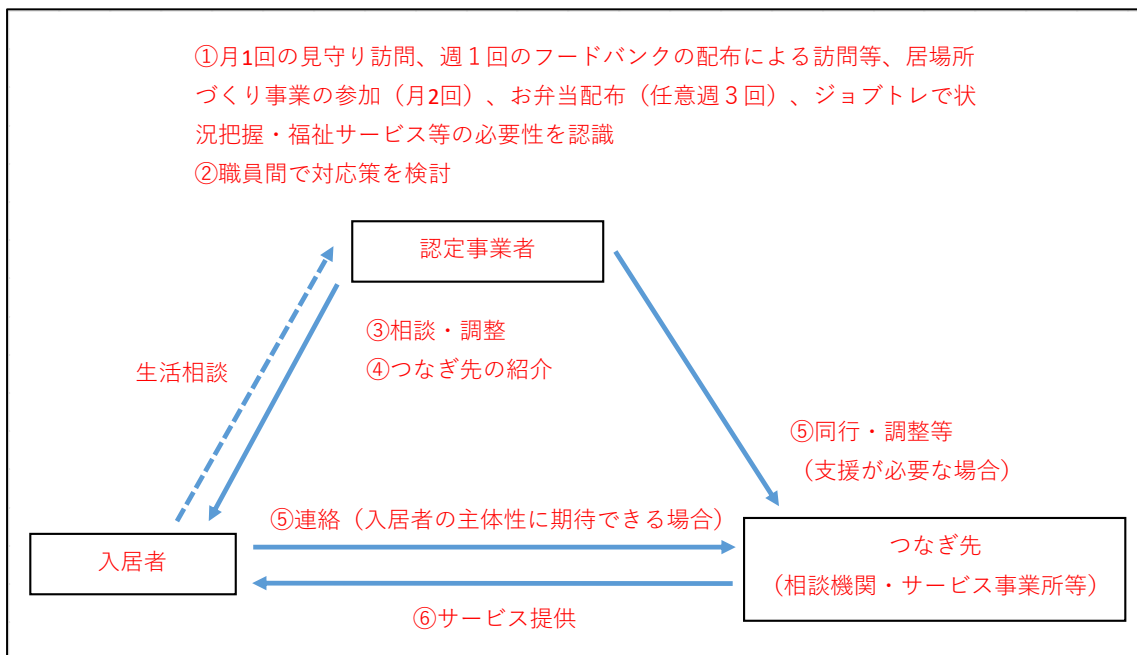 ①月1回の見守り訪問、週１回のフードバンクの配布による訪問等、居場所
づくり事業の参加（月2回）、お弁当配布（任意週３回）、ジョブトレで状
況把握・福祉サービス等の必要性を認識
②職員間で対応策を検討
認定事業者
③相談・調整
④つなぎ先の紹介
生活相談
⑤同行・調整等
（支援が必要な場合）
⑤連絡（入居者の主体性に期待できる場合）
入居者
つなぎ先
（相談機関・サービス事業所等）
⑥サービス提供